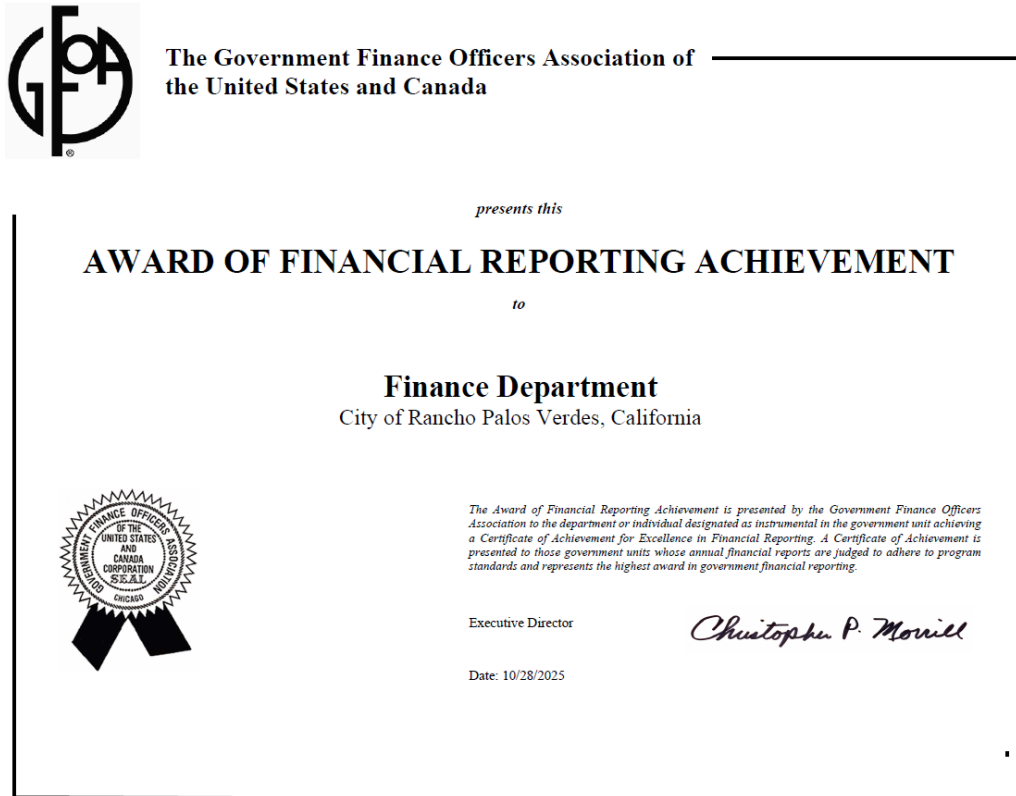 GFOA
®
The Government Finance Officers Association of
the United States and Canada
presents this
AWARD OF FINANCIAL REPORTING ACHIEVEMENT
to
Finance Department
City of Rancho Palos Verdes, California
GOVERNMENT FINANCE OFFICERS ASSOCIATION
OF THE
UNITED STATES
AND
CANADA
CORPORATION
SEAL
CHICAGO
The Award of Financial Reporting Achievement is presented by the Government Finance Officers
Association to the department or individual designated as instrumental in the government unit achieving
a Certificate of Achievement for Excellence in Financial Reporting. A Certificate of Achievement is
presented to those government units whose annual financial reports are judged to adhere to program
standards and represents the highest award in government financial reporting.
Executive Director
Christopher P. Morrill
Date: 10/28/2025